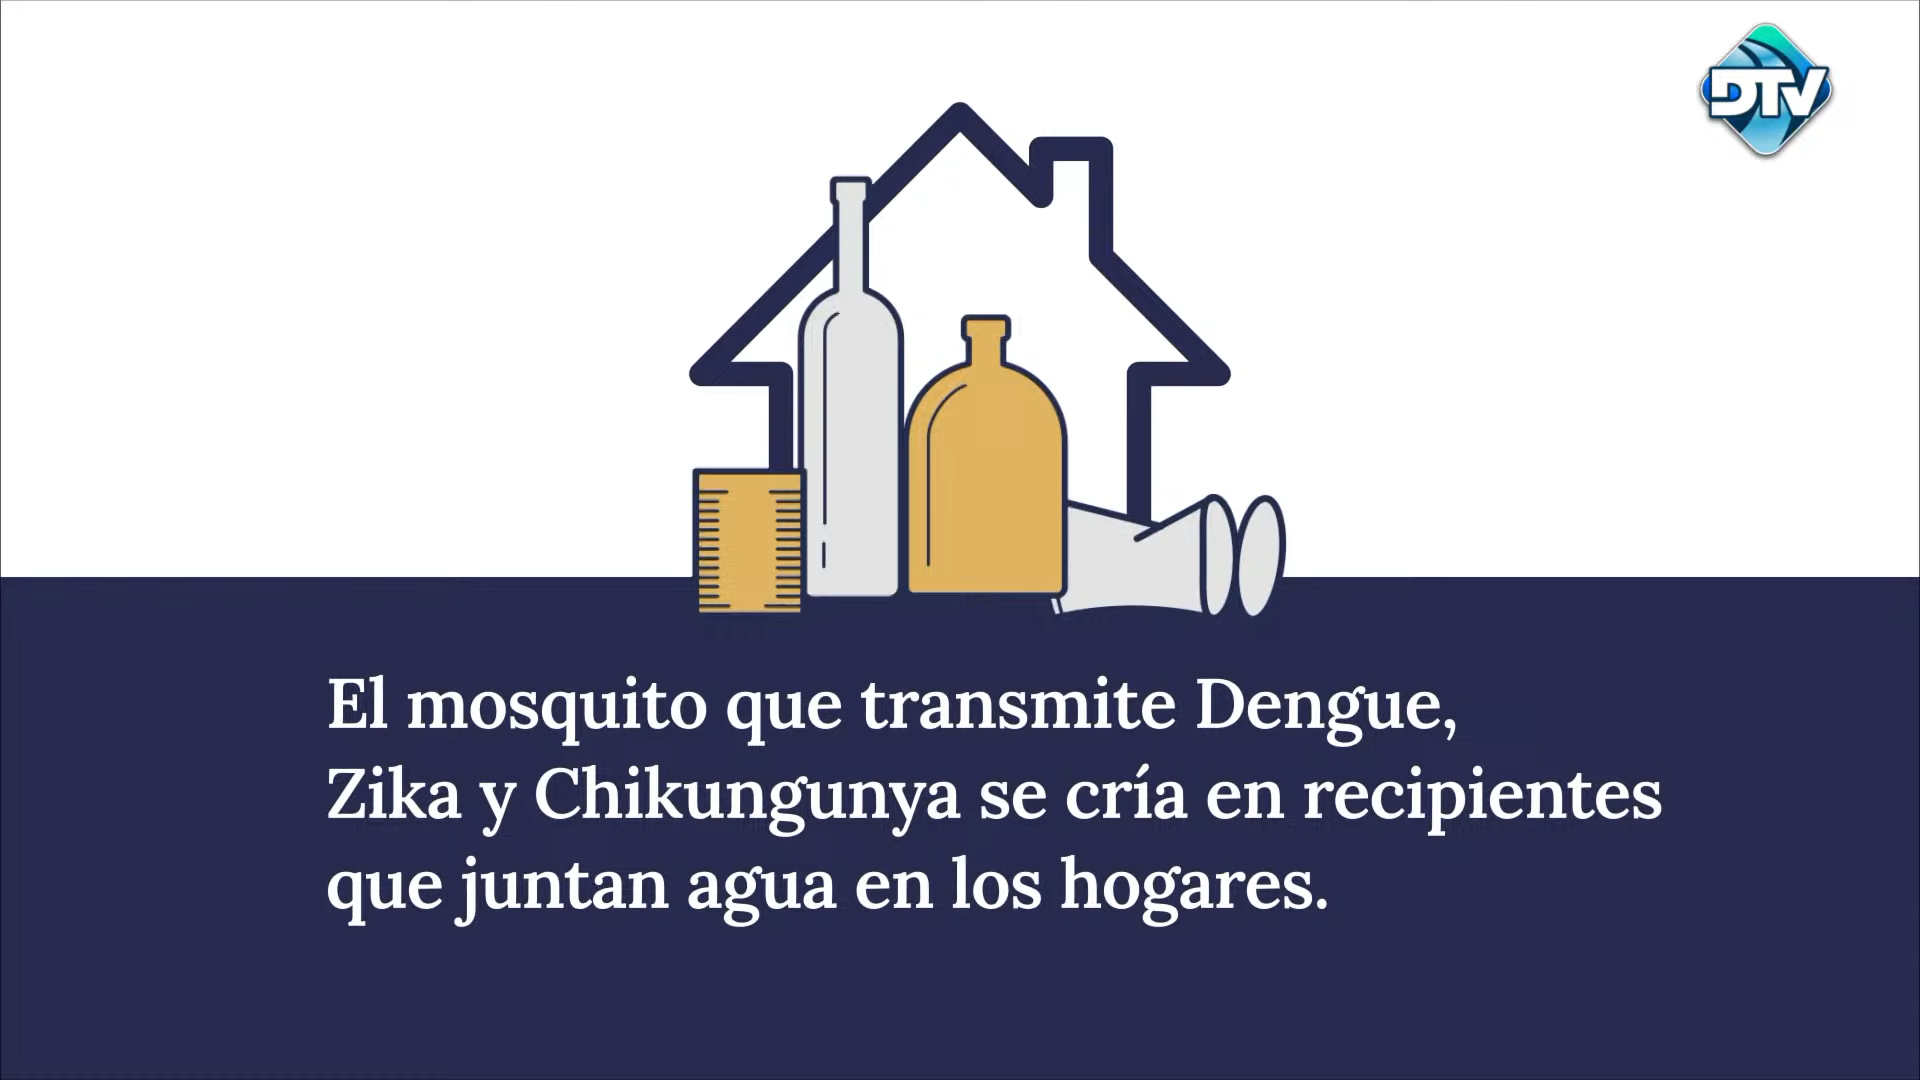 DTV
El mosquito que transmite Dengue,
Zika y Chikungunya se cría en recipientes
que juntan agua en los hogares.